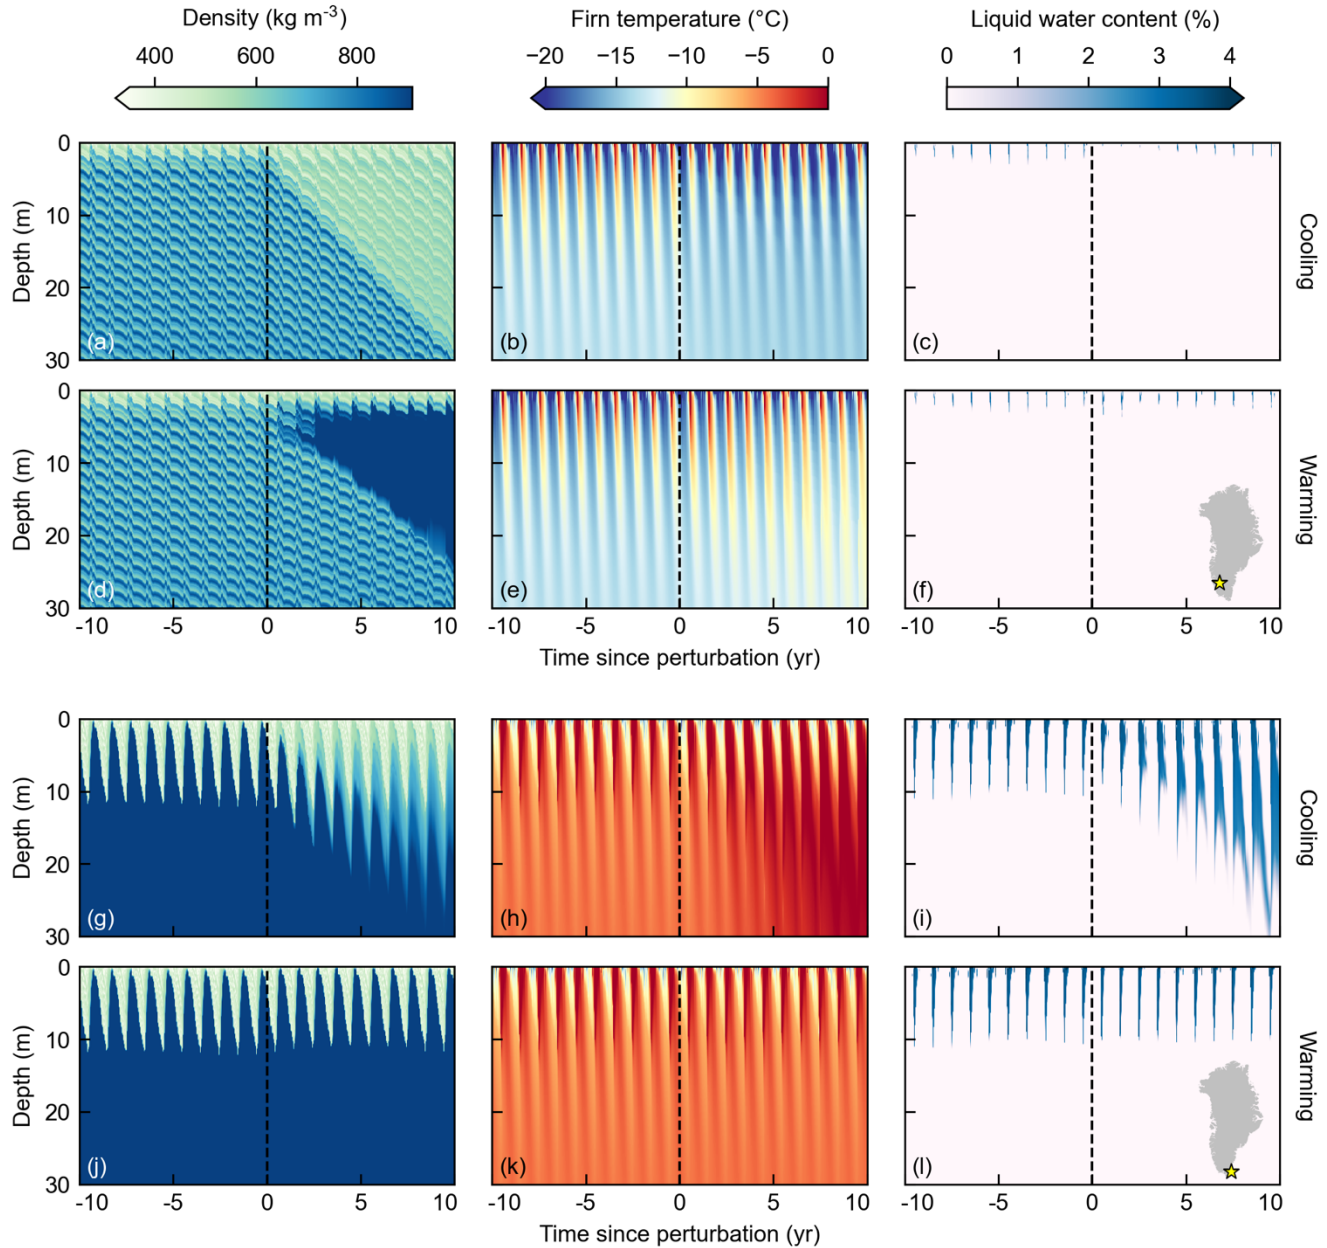 Density (kg m-3)
Firn temperature (°C)
Liquid water content (%)
400 600 800
−20 −15 −10 −5 0
0 1 2 3 4
0
10
20
30
Depth (m)
(a)
(b)
(c)
Cooling
0
10
20
30
Depth (m)
(d)
(e)
(f)
Warming
-10 -5 0 5 10
-10 -5 0 5 10
-10 -5 0 5 10
Time since perturbation (yr)
0
10
20
30
Depth (m)
(g)
(h)
(i)
Cooling
0
10
20
30
Depth (m)
(j)
(k)
(l)
Warming
-10 -5 0 5 10
-10 -5 0 5 10
-10 -5 0 5 10
Time since perturbation (yr)